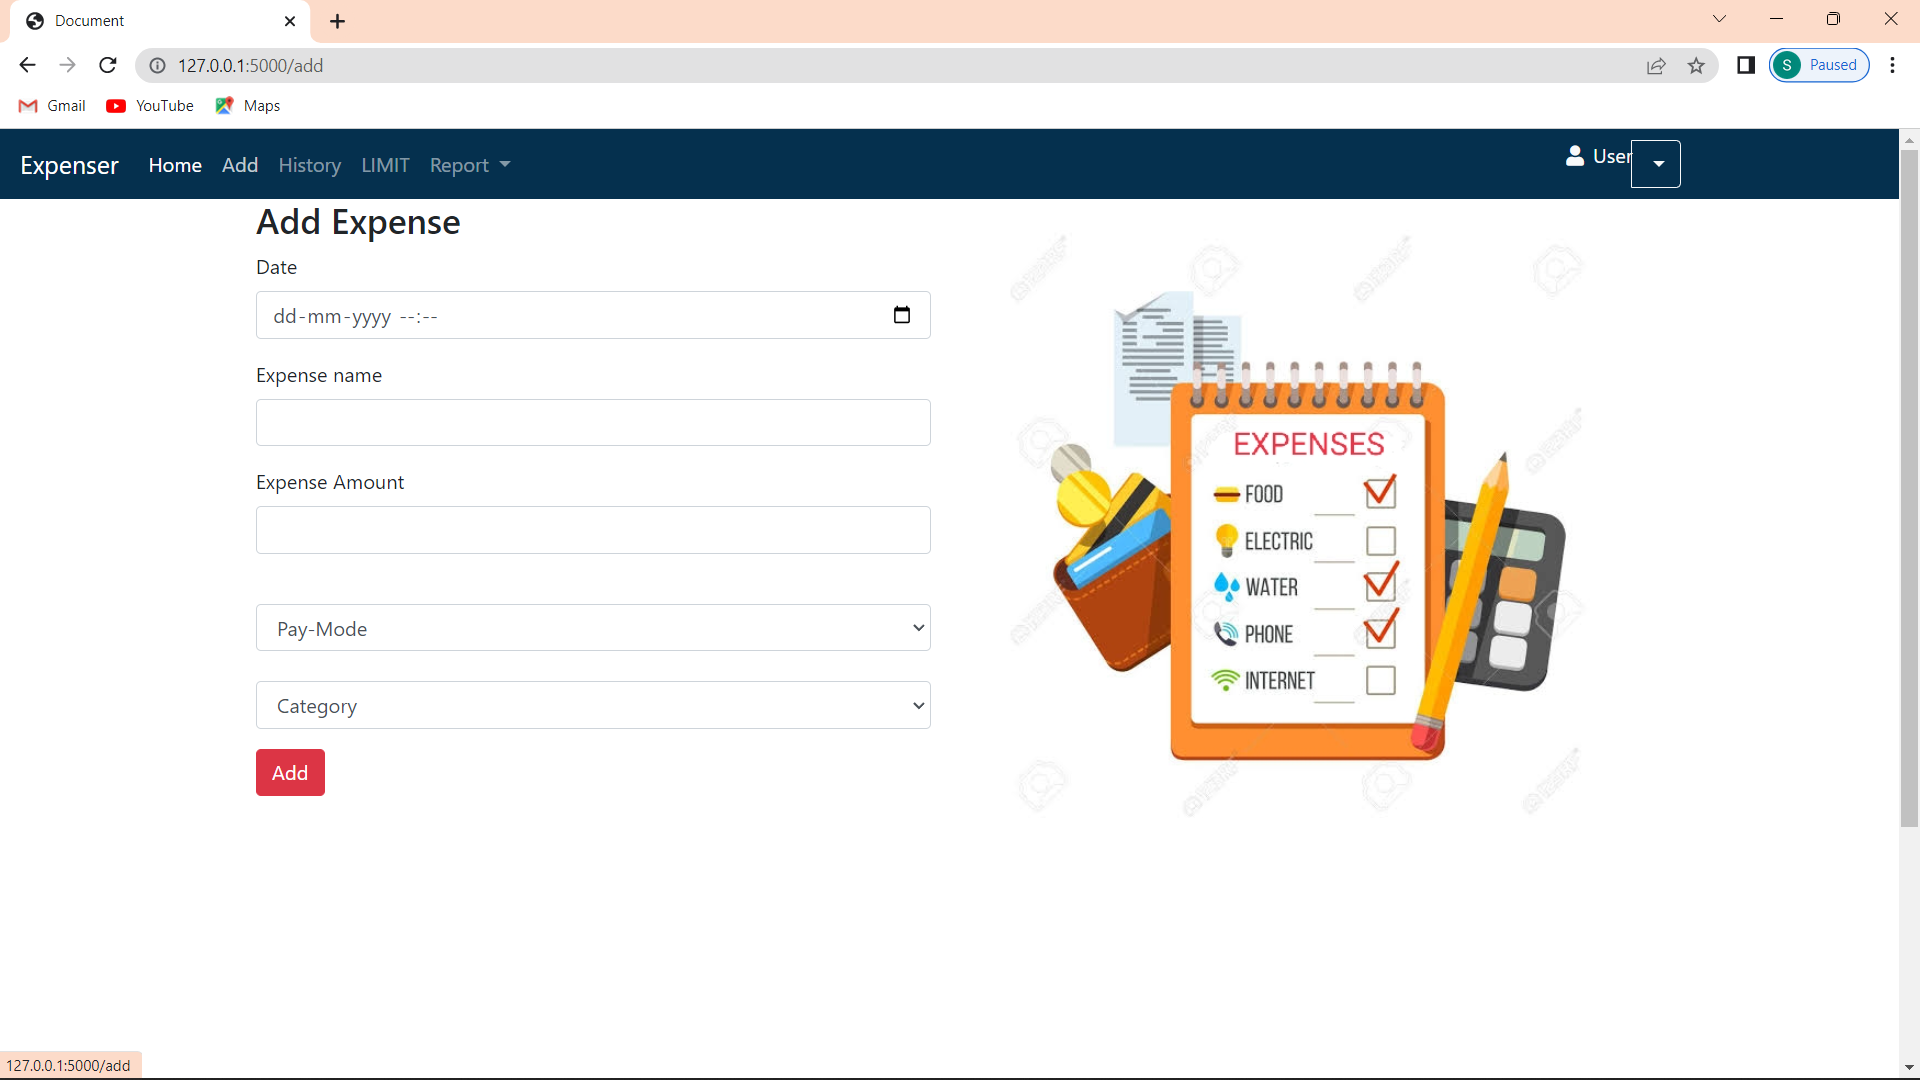 Document
127.0.0.1:5000/add
Paused
S
Gmail YouTube Maps
Expenser Home Add History LIMIT Report
User
Add Expense
Date
dd-mm-yyyy --:--
Expense name
Expense Amount
Pay-Mode
Category
Add
EXPENSES
FOOD
ELECTRIC
WATER
PHONE
INTERNET
127.0.0.1:5000/add